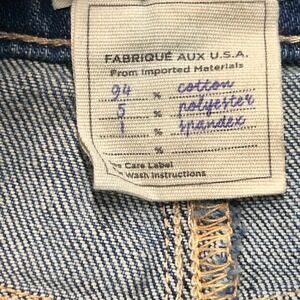 FABRIQUÉ AUX U.S.A.
From Imported Materials
94 % cotton
5 % polyester
1 % spandex
%
Care Label
Wash Instructions